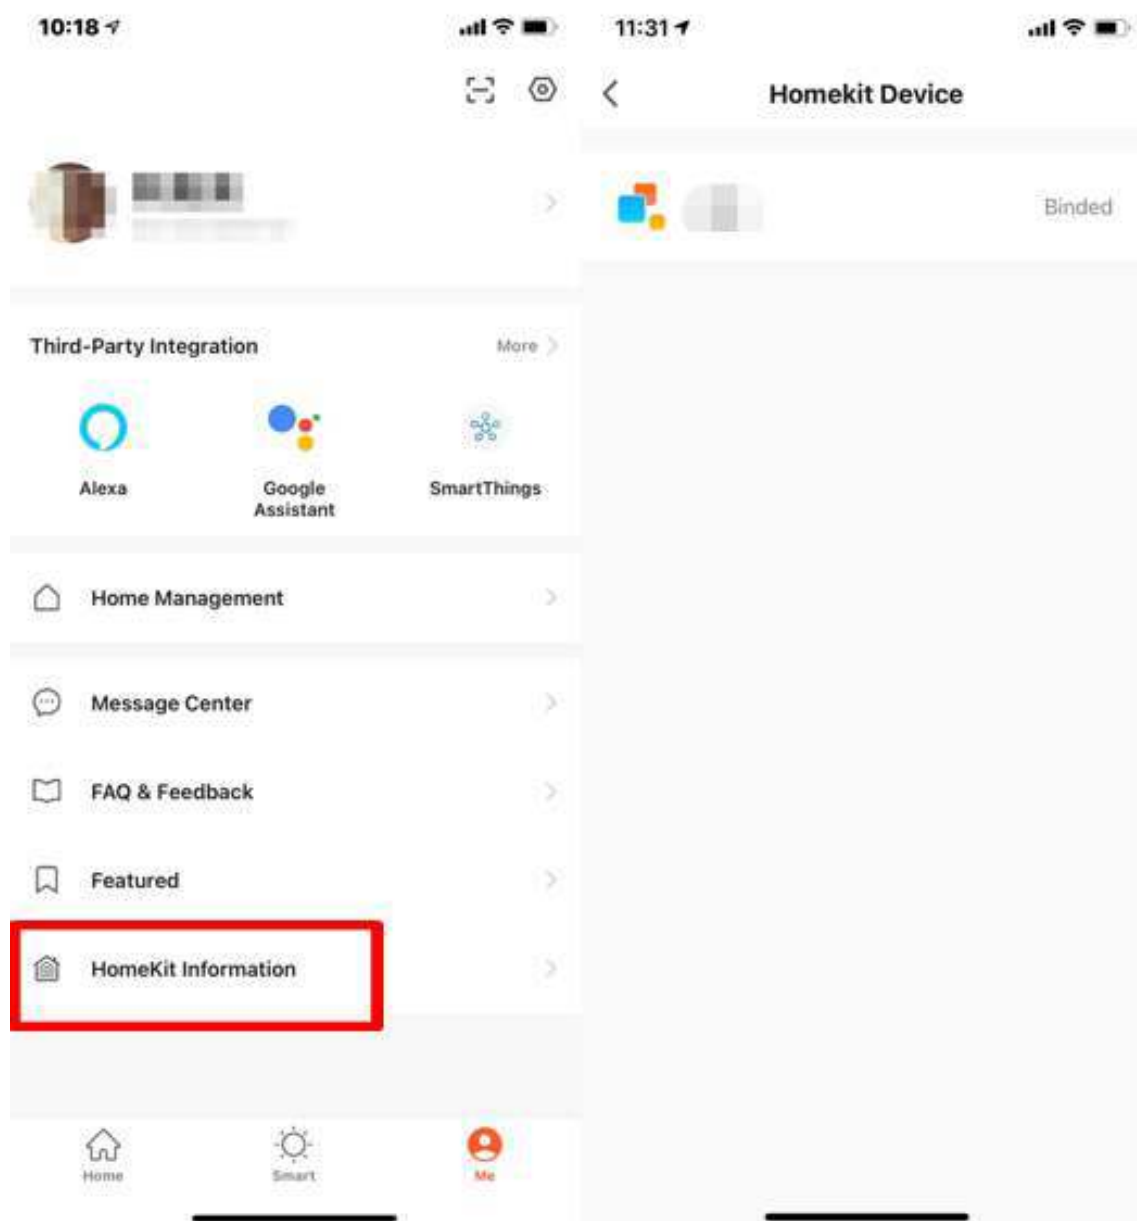 10:18
Third-Party Integration
More
Alexa
Google
Assistant
SmartThings
Home Management
Message Center
FAQ & Feedback
Featured
HomeKit Information
Home
Smart
Me
11:31
Homekit Device
Binded